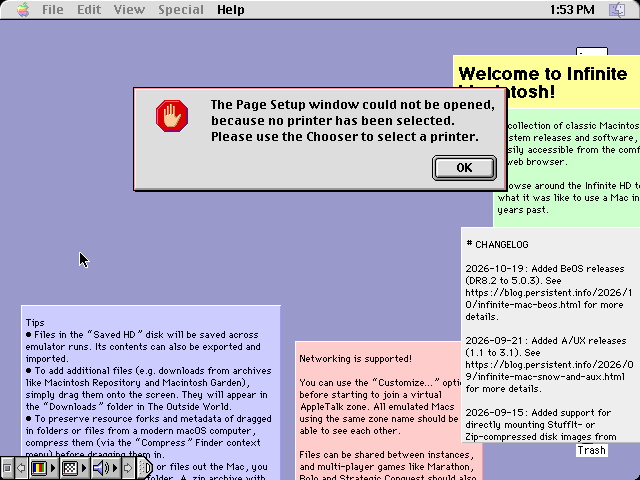 File Edit View Special Help 1:53 PM
Welcome to Infinite
The Page Setup window could not be opened,
because no printer has been selected.
Please use the Chooser to select a printer.
OK
collection of classic Macintos
stem releases and software,
sily accessible from the comf
web browser.
owse around the Infinite HD to
what it was like to use a Mac in
years past.
# CHANGELOG
2026-10-19: Added BeOS releases
(DR8.2 to 5.0.3). See
https://blog.persistent.info/2026/1
0/infinite-mac-beos.html for more
details.
2026-09-21: Added A/UX releases
(1.1 to 3.1). See
https://blog.persistent.info/2026/0
9/infinite-mac-snow-and-aux.html
for more details.
2026-09-15: Added support for
directly mounting StuffIt- or
Zip-compressed disk images from
Tips
● Files in the “Saved HD” disk will be saved across
emulator runs. Its contents can also be exported and
imported.
● To add additional files (e.g. downloads from archives
like Macintosh Repository and Macintosh Garden),
simply drag them onto the screen. They will appear in
the “Downloads” folder in The Outside World.
● To preserve resource forks and metadata of dragged
in folders or files from a modern macOS computer,
compress them (via the “Compress” Finder context
menu) before dragging them in.
or files out the Mac, you
folder. A .zip archive with
Networking is supported!
You can use the “Customize...” optio
before starting to join a virtual
AppleTalk zone. All emulated Macs
using the same zone name should be
able to see each other.
Files can be shared between instances,
and multi-player games like Marathon,
Bolo and Strategic Conquest should also
Trash